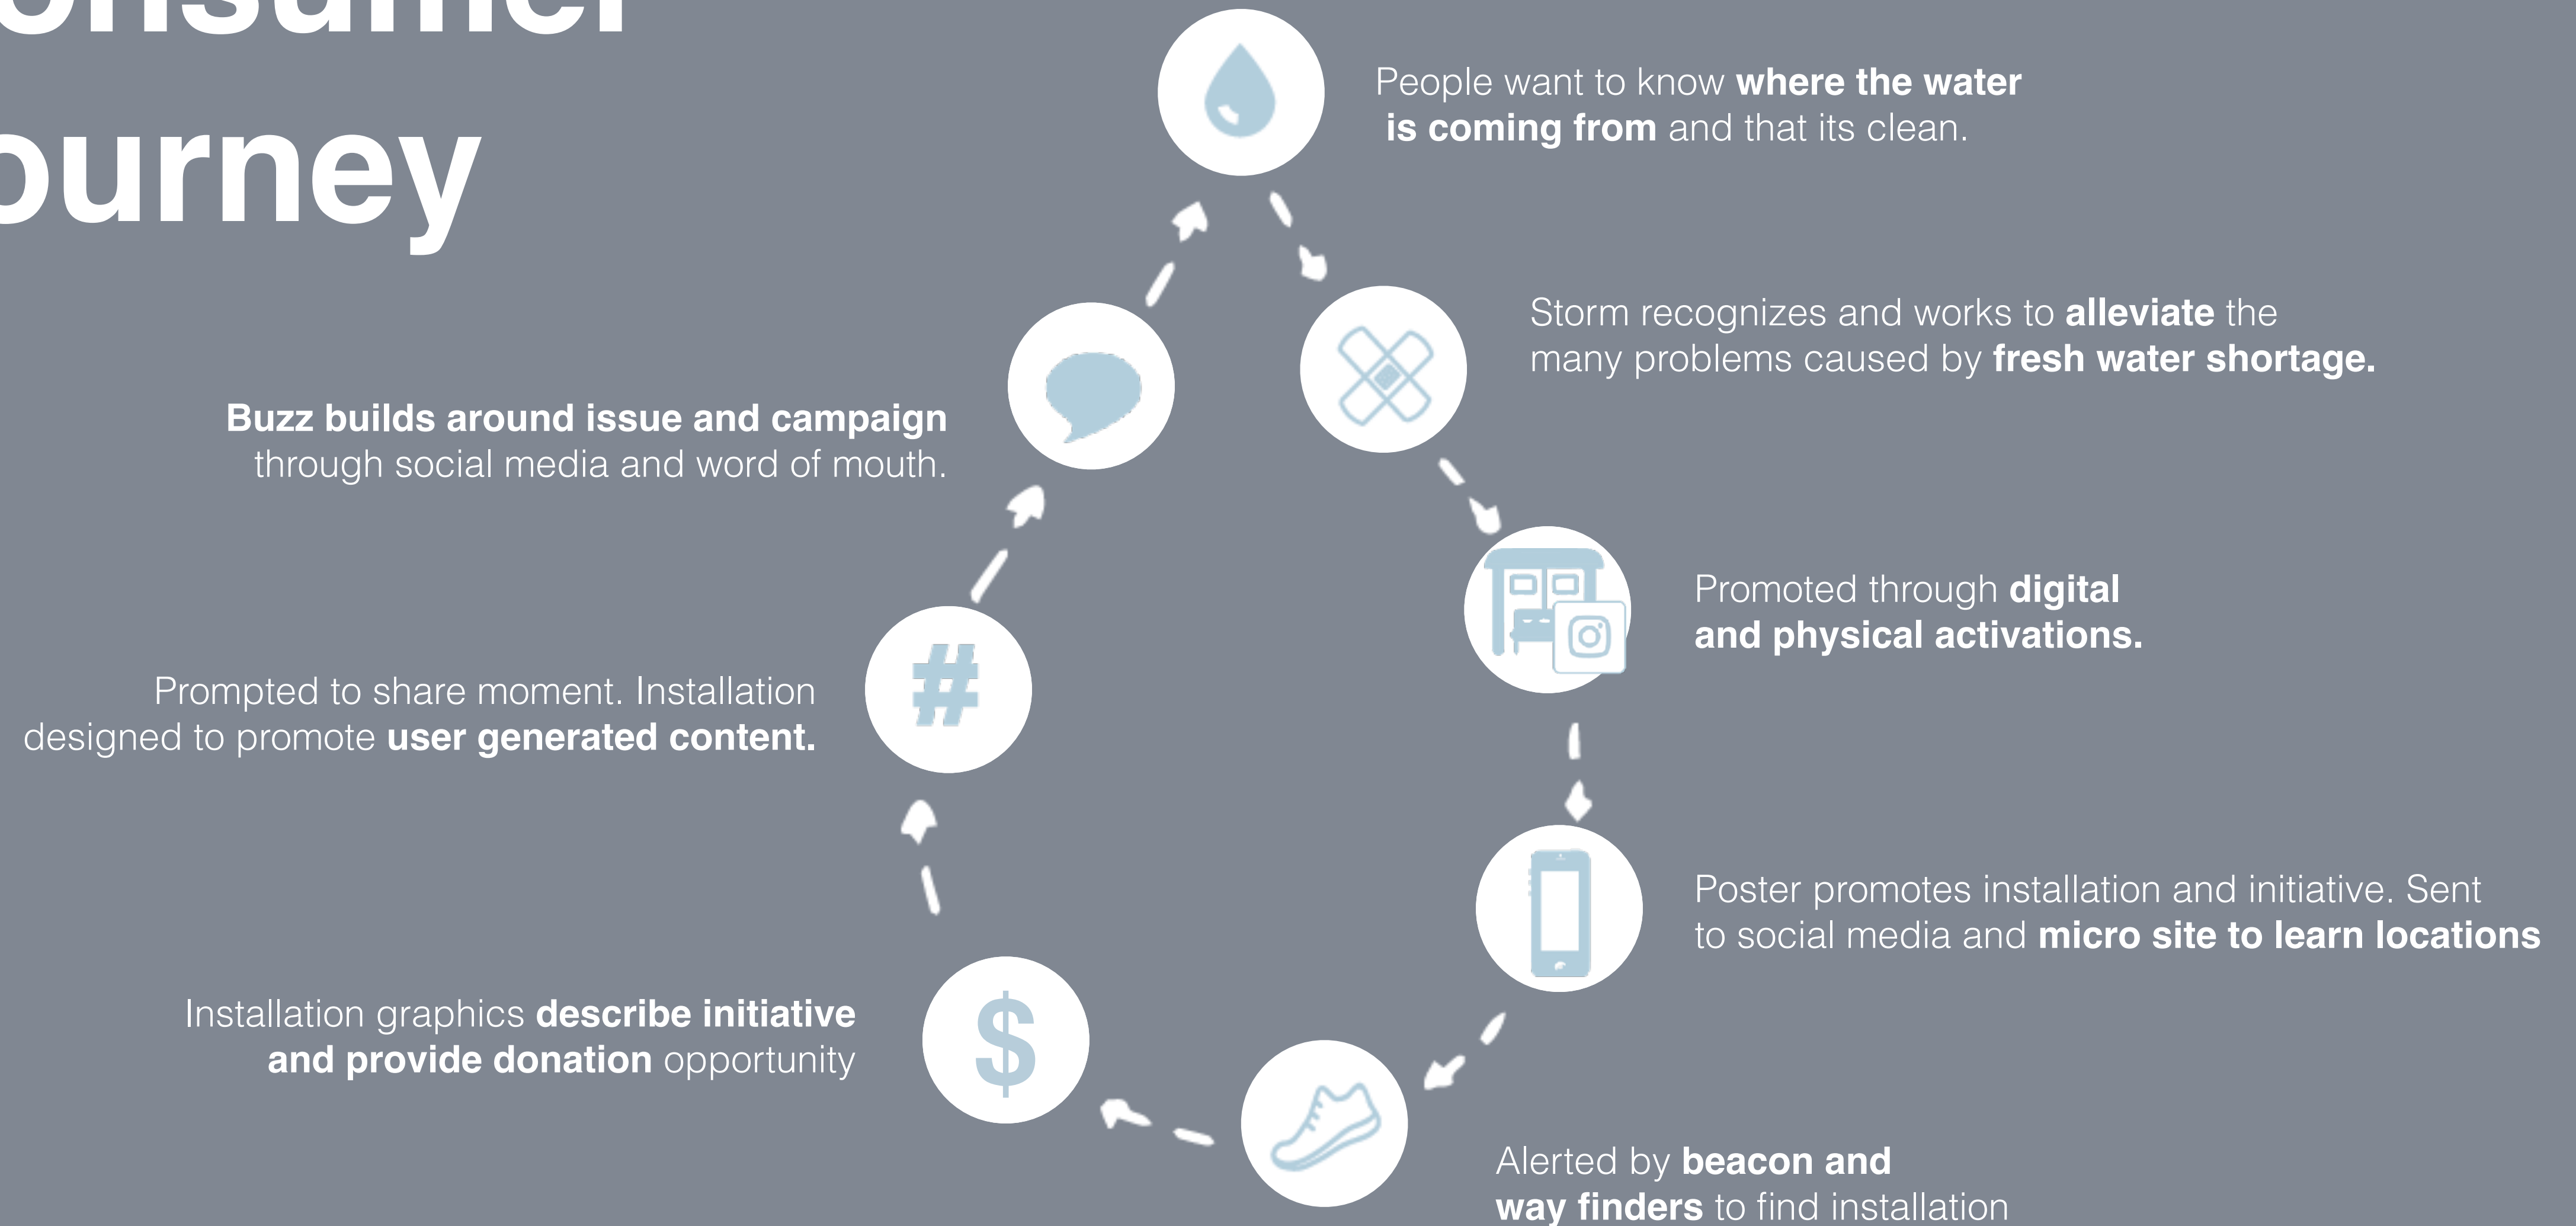 onsumer
ourney
People want to know where the water
is coming from and that its clean.
Storm recognizes and works to alleviate the
many problems caused by fresh water shortage.
Promoted through digital
and physical activations.
Poster promotes installation and initiative. Sent
to social media and micro site to learn locations
Alerted by beacon and
way finders to find installation
$
Installation graphics describe initiative
and provide donation opportunity
#
Prompted to share moment. Installation
designed to promote user generated content.
Buzz builds around issue and campaign
through social media and word of mouth.